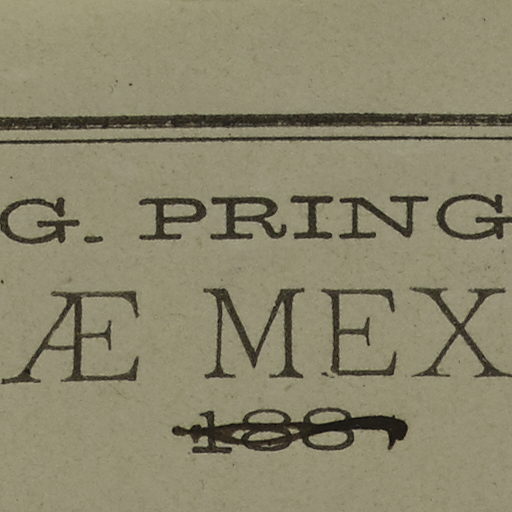 G. PRING
Æ MEX
188